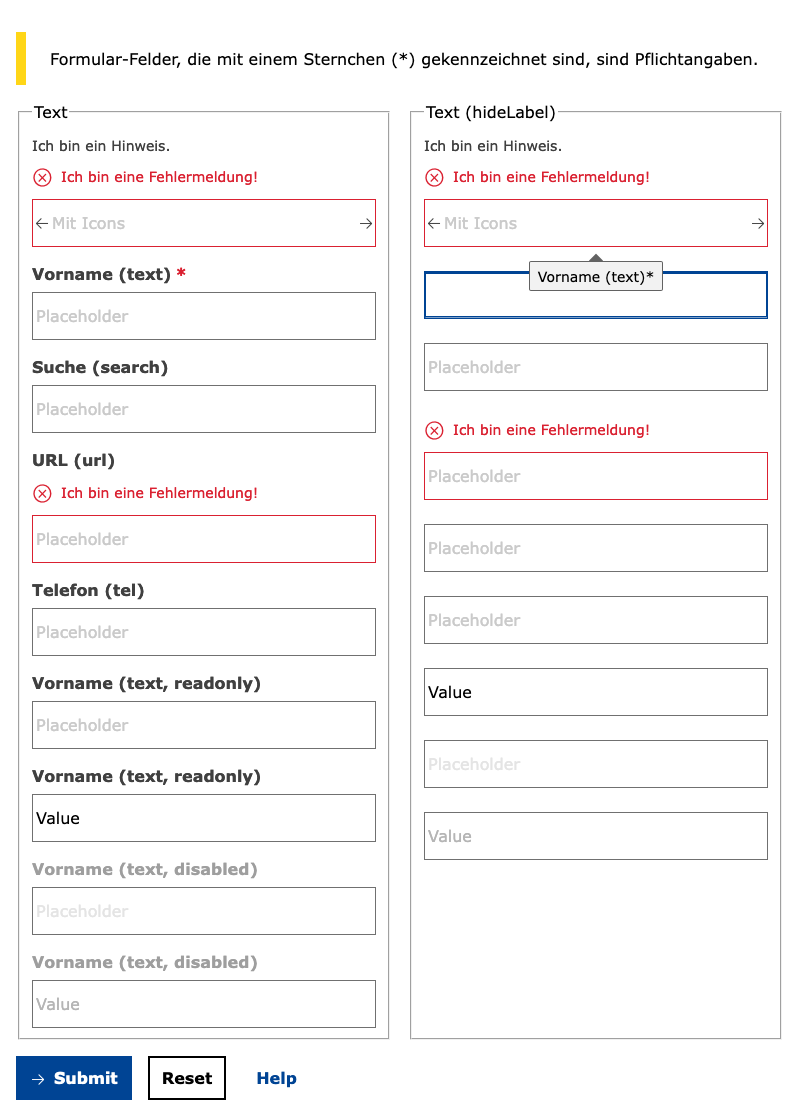 Formular-Felder, die mit einem Sternchen (*) gekennzeichnet sind, sind Pflichtangaben.
Text
Ich bin ein Hinweis.
Ich bin eine Fehlermeldung!
Mit Icons
Vorname (text) *
Placeholder
Suche (search)
Placeholder
URL (url)
Ich bin eine Fehlermeldung!
Placeholder
Telefon (tel)
Placeholder
Vorname (text, readonly)
Placeholder
Vorname (text, readonly)
Value
Vorname (text, disabled)
Placeholder
Vorname (text, disabled)
Value
Text (hideLabel)
Ich bin ein Hinweis.
Ich bin eine Fehlermeldung!
Mit Icons
Vorname (text)*
Placeholder
Ich bin eine Fehlermeldung!
Placeholder
Placeholder
Placeholder
Value
Placeholder
Value
Submit
Reset
Help